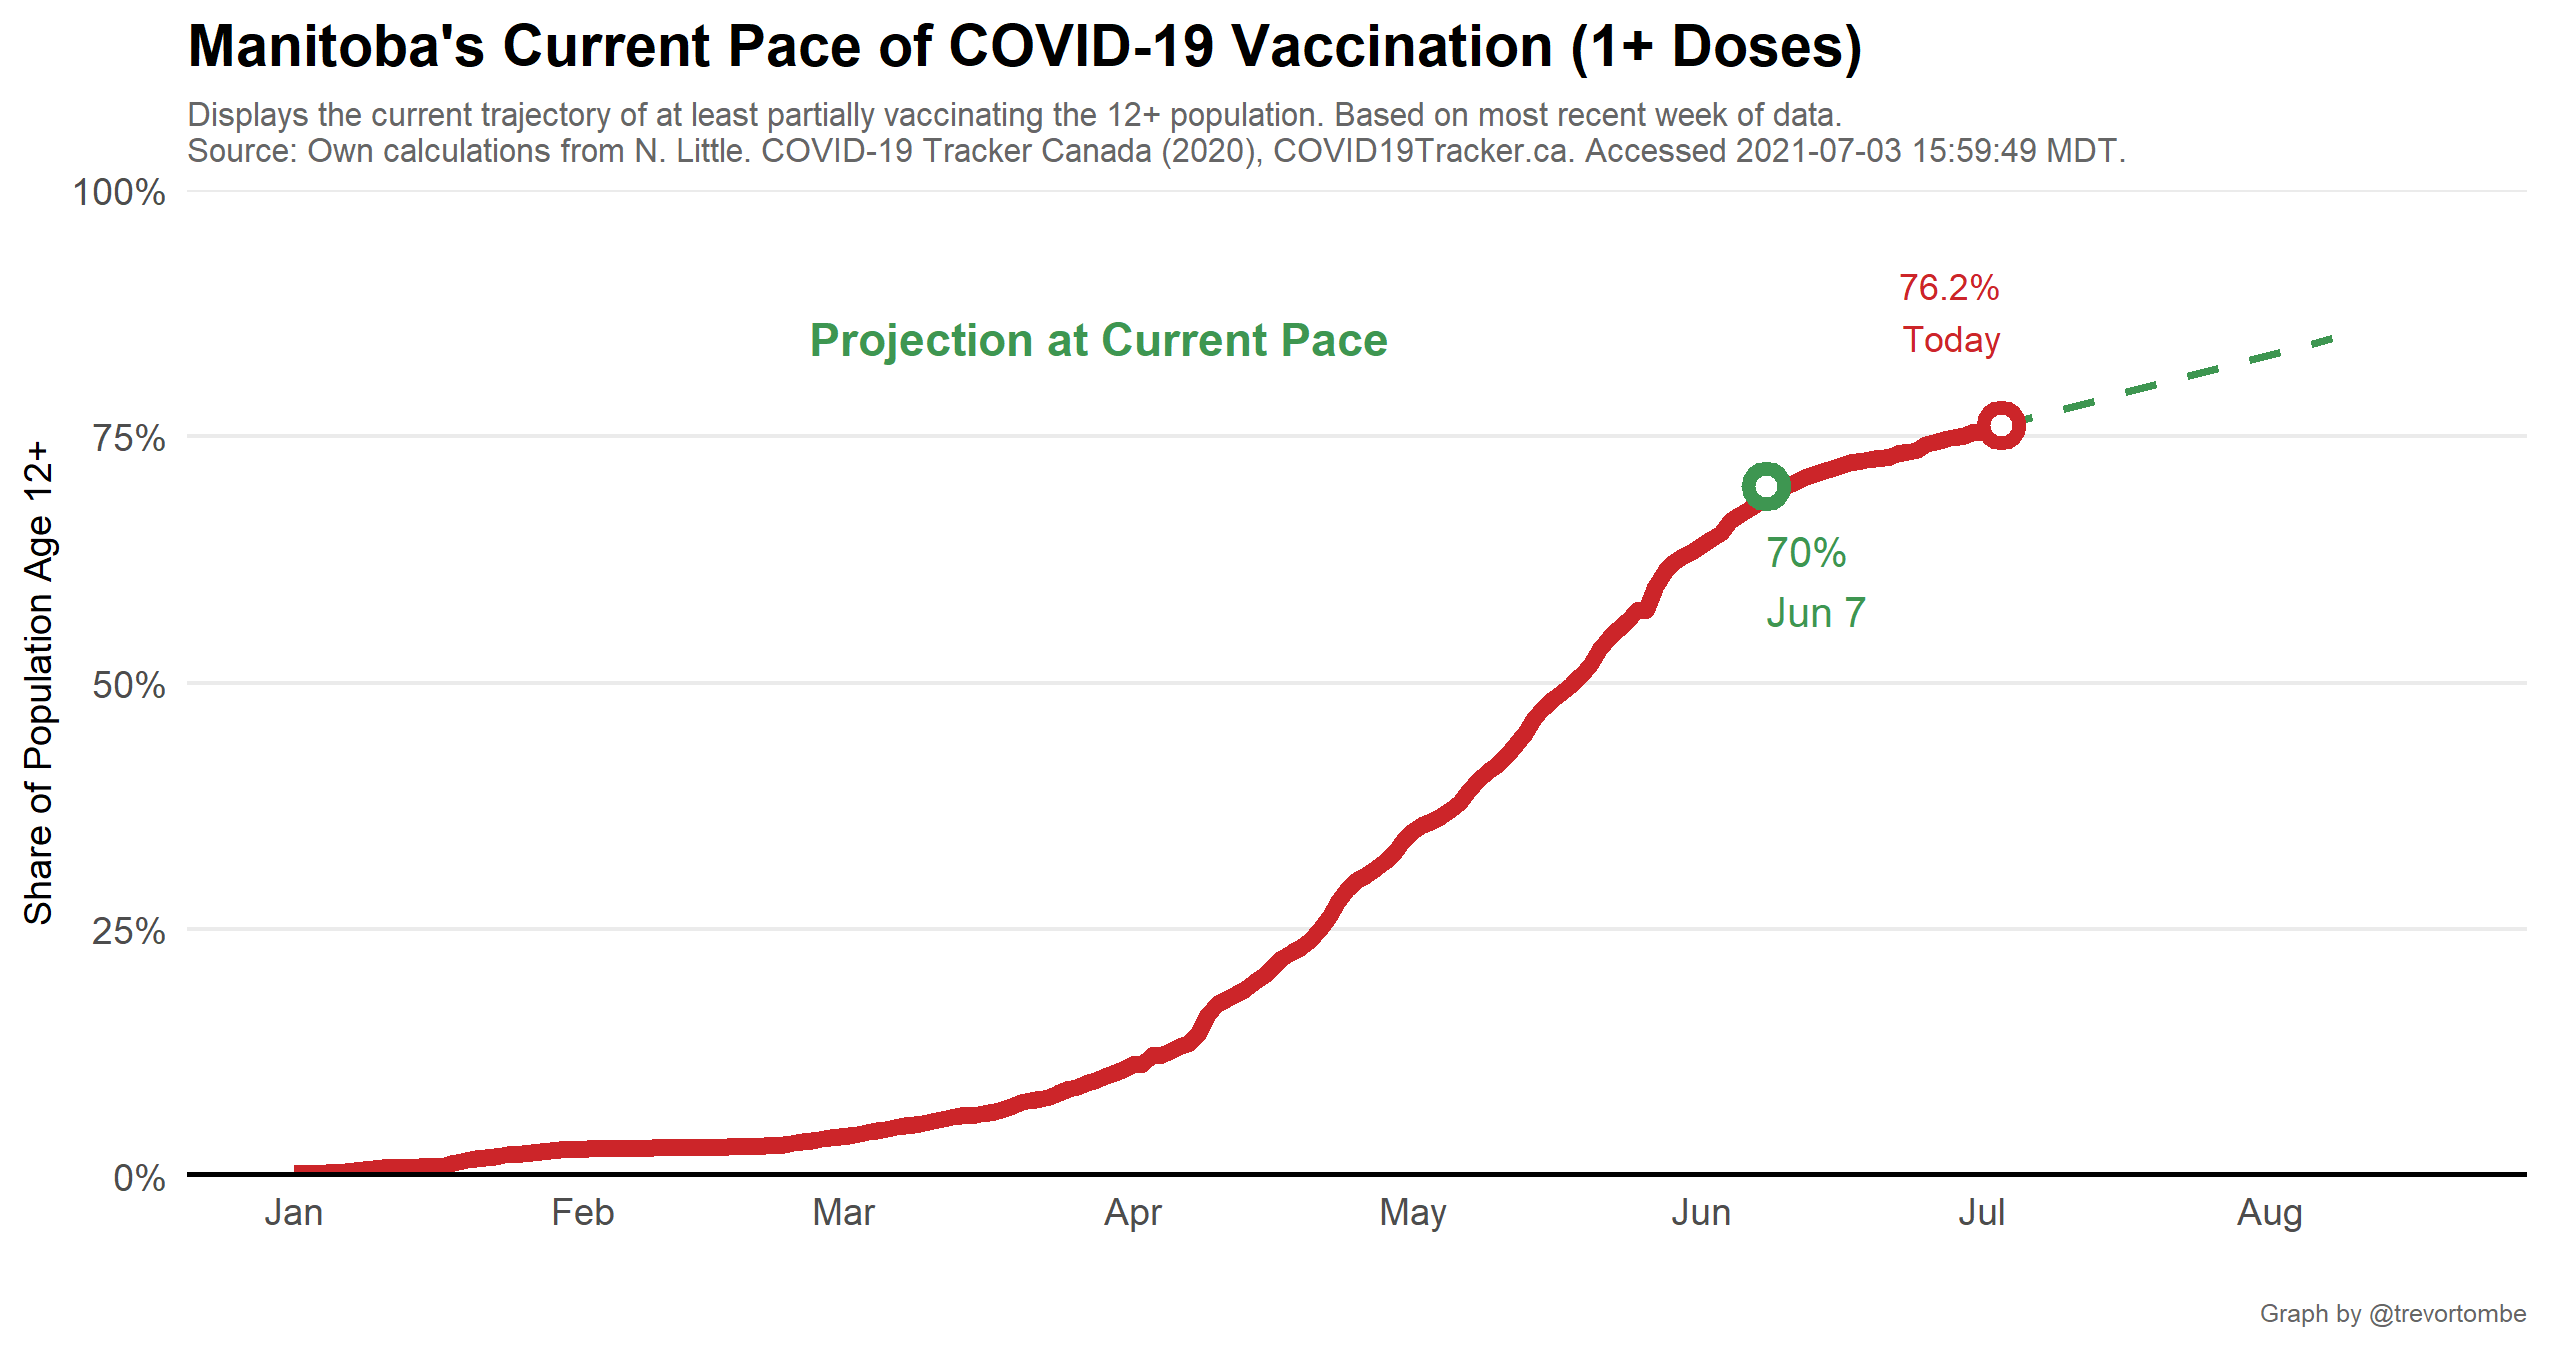 Manitoba's Current Pace of COVID-19 Vaccination (1+ Doses)
Displays the current trajectory of at least partially vaccinating the 12+ population. Based on most recent week of data.
Source: Own calculations from N. Little. COVID-19 Tracker Canada (2020), COVID19Tracker.ca. Accessed 2021-07-03 15:59:49 MDT.
100%
75%
50%
25%
0%
Share of Population Age 12+
Projection at Current Pace
76.2%
Today
70%
Jun 7
Jan Feb Mar Apr May Jun Jul Aug
Graph by @trevortombe